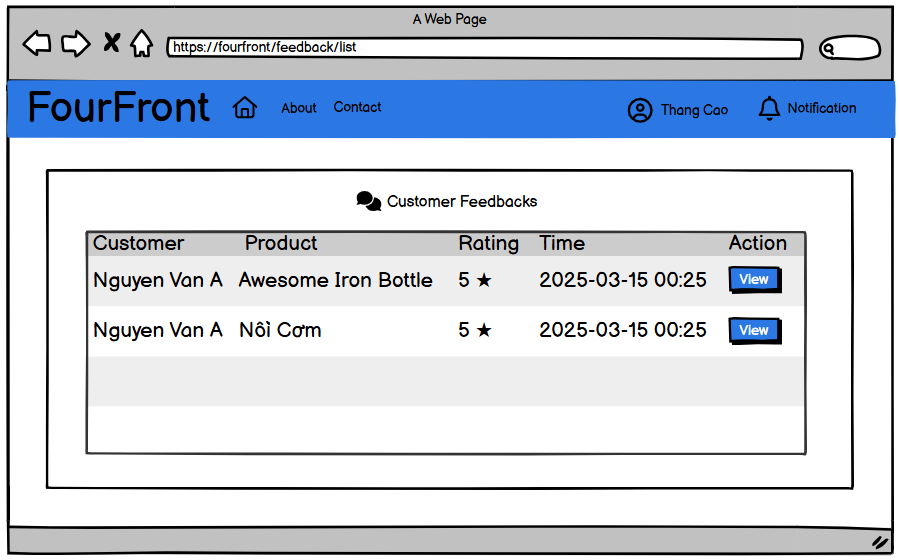 A Web Page
https://fourfront/feedback/list
FourFront About Contact Thang Cao Notification
Customer Feedbacks
Customer Product Rating Time Action
Nguyen Van A Awesome Iron Bottle 5 ★ 2025-03-15 00:25 View
Nguyen Van A Nồi Cơm 5 ★ 2025-03-15 00:25 View